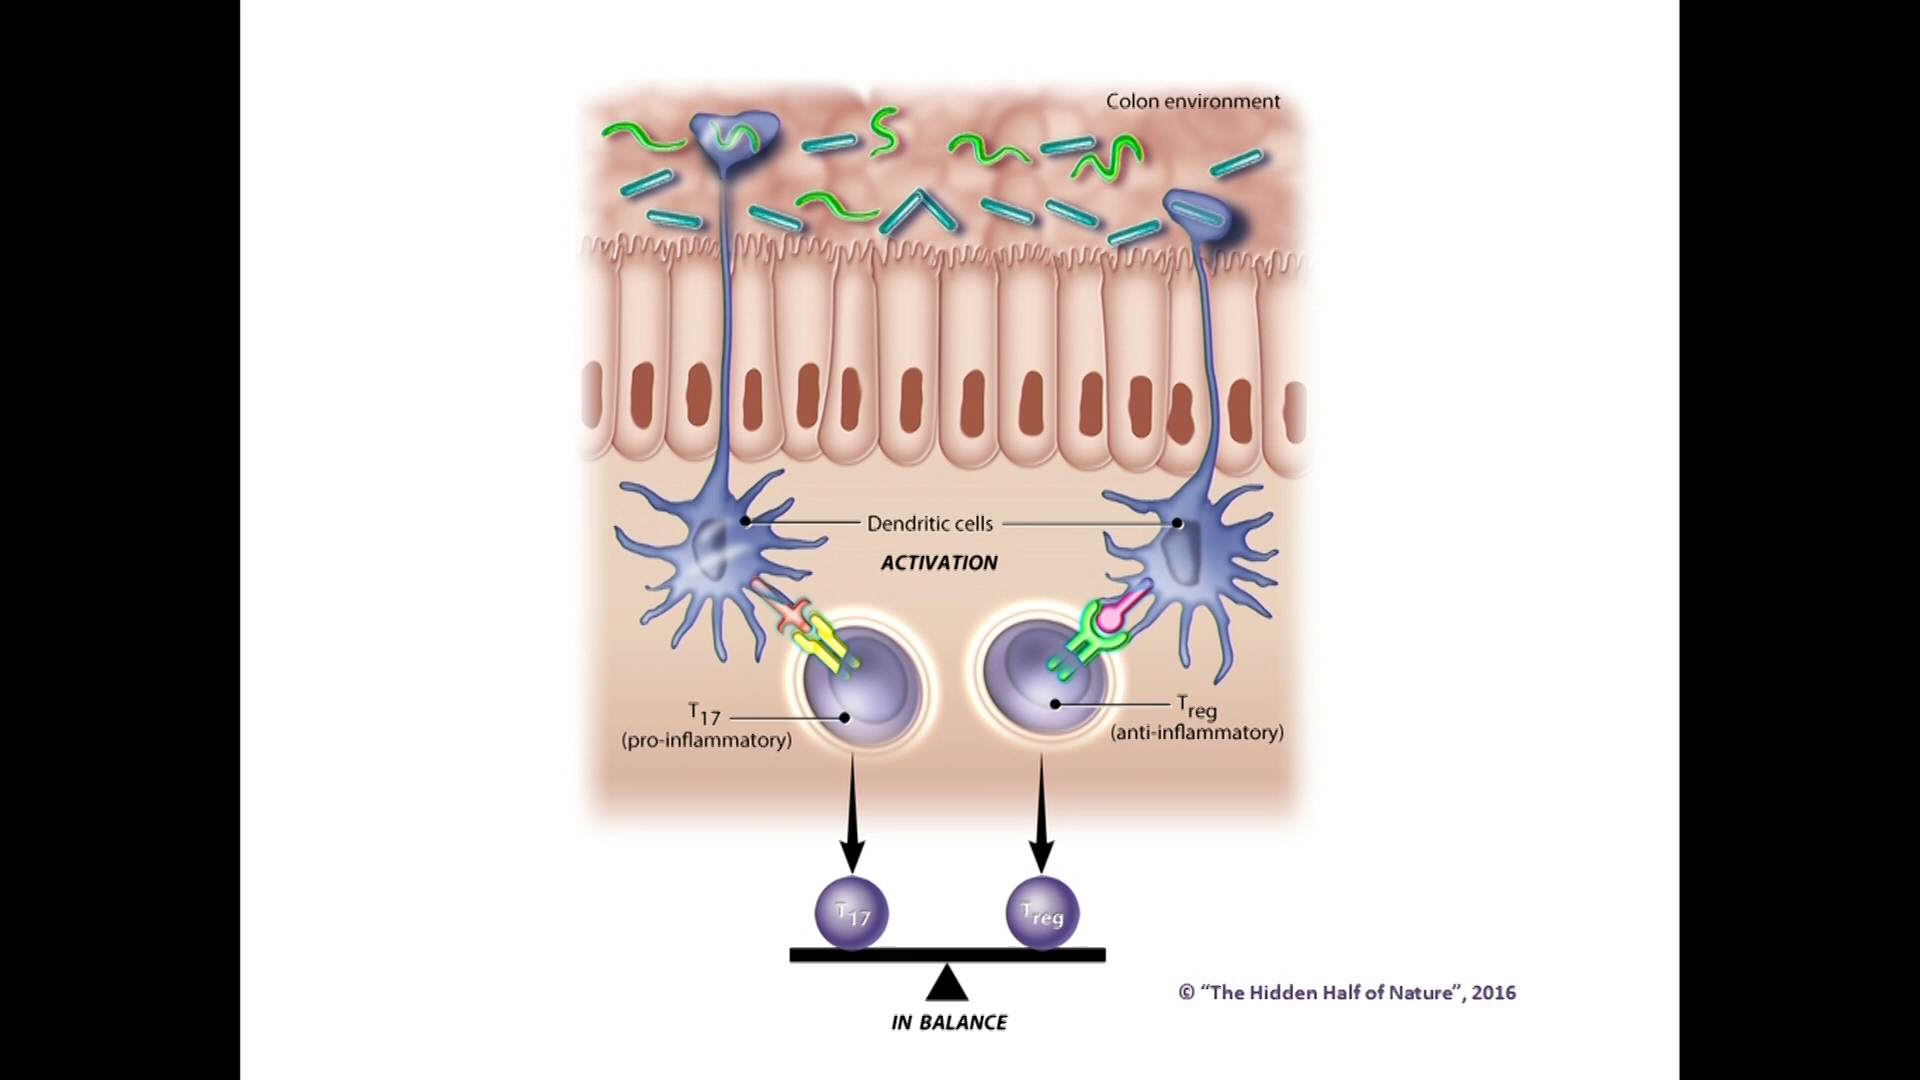 Colon environment
Dendritic cells
ACTIVATION
T17
(pro-inflammatory)
Treg
(anti-inflammatory)
T17
Treg
IN BALANCE
© “The Hidden Half of Nature”, 2016